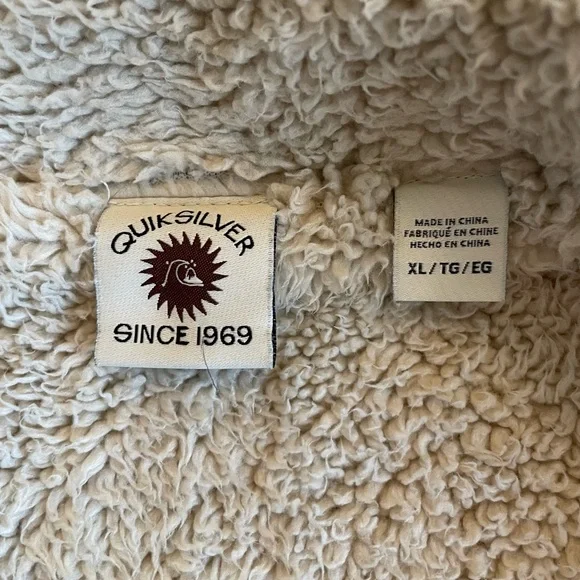 QUIKSILVER
SINCE 1969
MADE IN CHINA
FABRIQUÉ EN CHINE
HECHO EN CHINA
XL/TG/EG